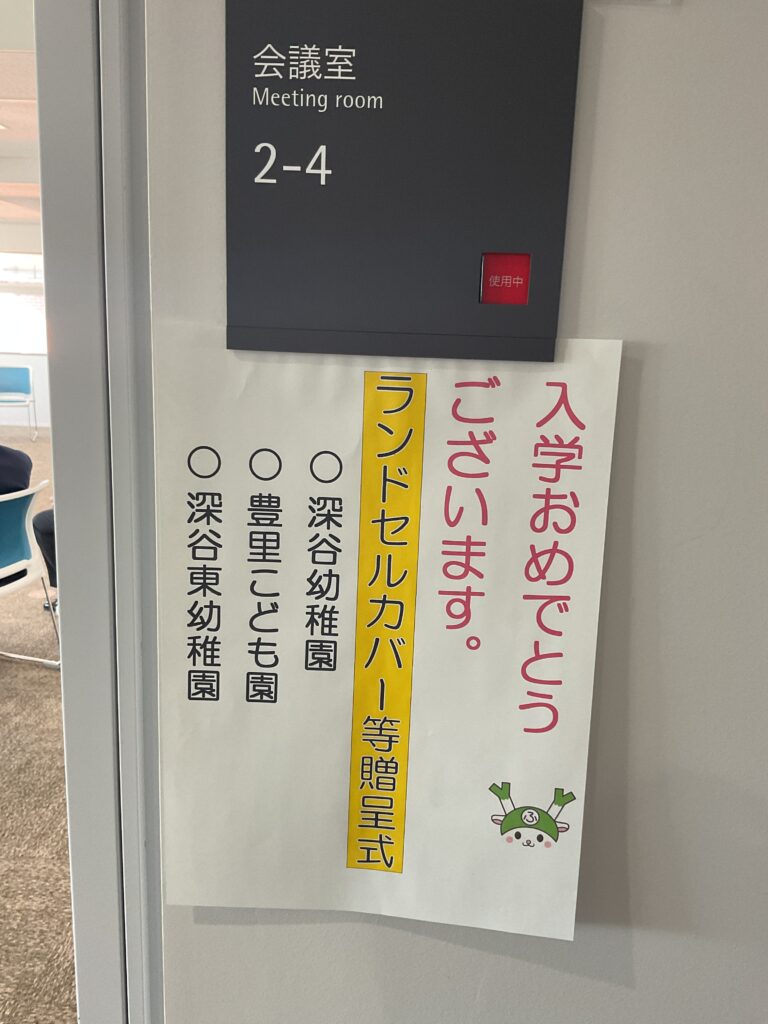 会議室
Meeting room
2-4
使用中
入学おめでとう
ございます。
ランドセルカバー等贈呈式
○ 深谷幼稚園
○ 豊里こども園
○ 深谷東幼稚園
ふ